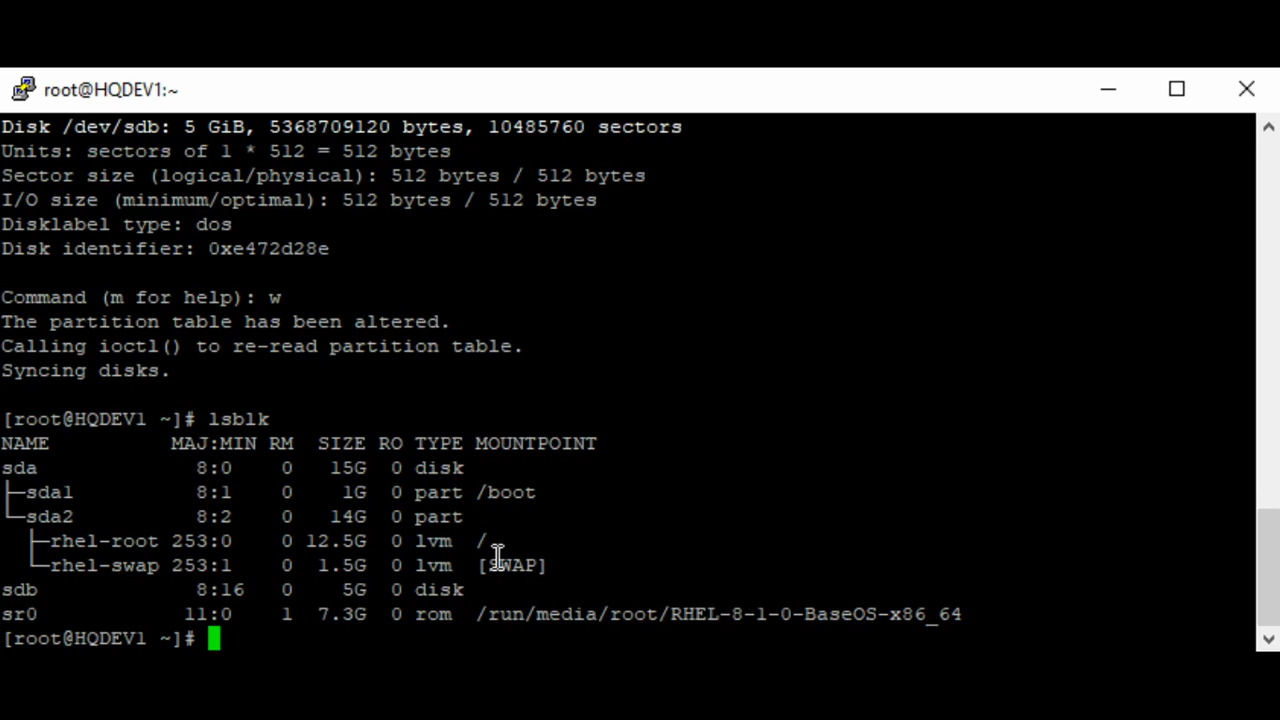 root@HQDEV1:~
Disk /dev/sdb: 5 GiB, 5368709120 bytes, 10485760 sectors
Units: sectors of 1 * 512 = 512 bytes
Sector size (logical/physical): 512 bytes / 512 bytes
I/O size (minimum/optimal): 512 bytes / 512 bytes
Disklabel type: dos
Disk identifier: 0xe472d28e
Command (m for help): w
The partition table has been altered.
Calling ioctl() to re-read partition table.
Syncing disks.
[root@HQDEV1 ~]# lsblk
NAME MAJ:MIN RM SIZE RO TYPE MOUNTPOINT
sda 8:0 0 15G 0 disk
├─sda1 8:1 0 1G 0 part /boot
└─sda2 8:2 0 14G 0 part
├─rhel-root 253:0 0 12.5G 0 lvm /
└─rhel-swap 253:1 0 1.5G 0 lvm [SWAP]
sdb 8:16 0 5G 0 disk
sr0 11:0 1 7.3G 0 rom /run/media/root/RHEL-8-1-0-BaseOS-x86_64
[root@HQDEV1 ~]#